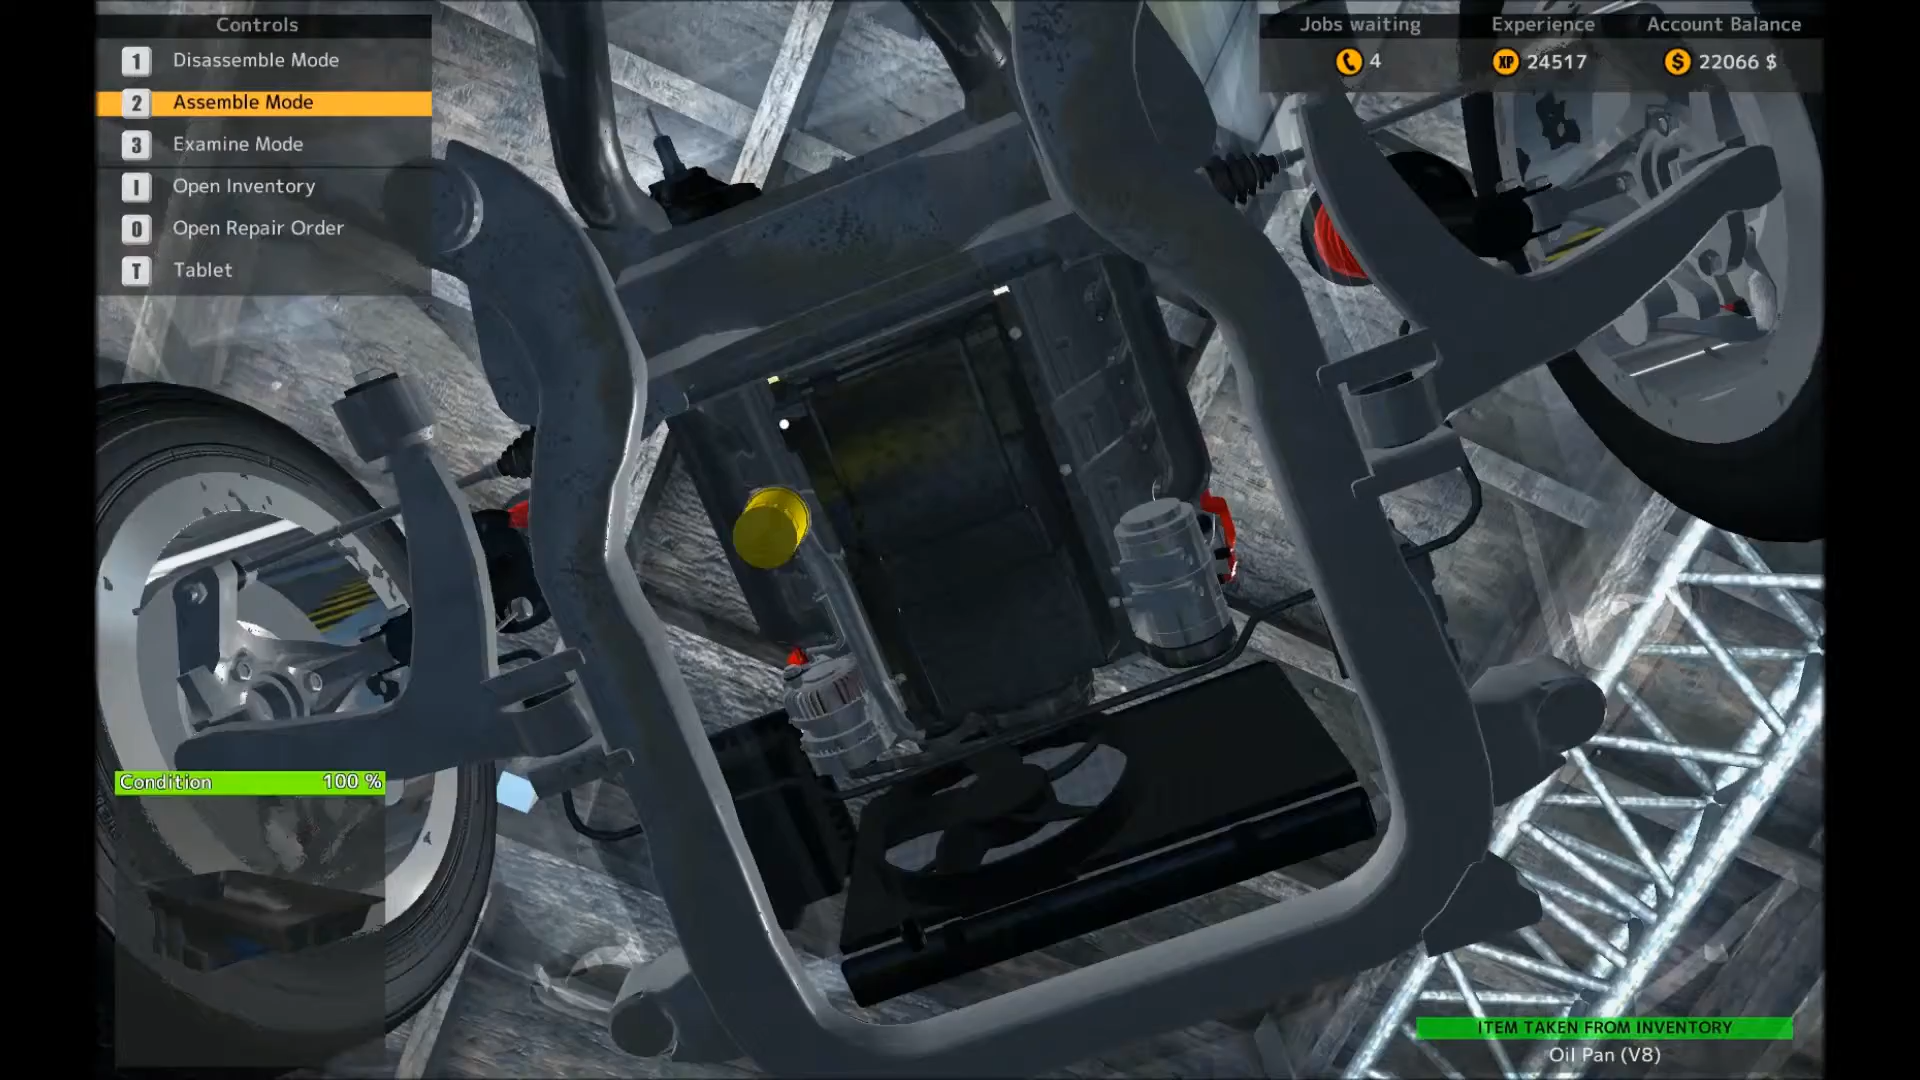 Controls
1 Disassemble Mode
2 Assemble Mode
3 Examine Mode
I Open Inventory
O Open Repair Order
T Tablet
Jobs waiting Experience Account Balance
4 XP 24517 $ 22066 $
Condition 100 %
ITEM TAKEN FROM INVENTORY
Oil Pan (V8)